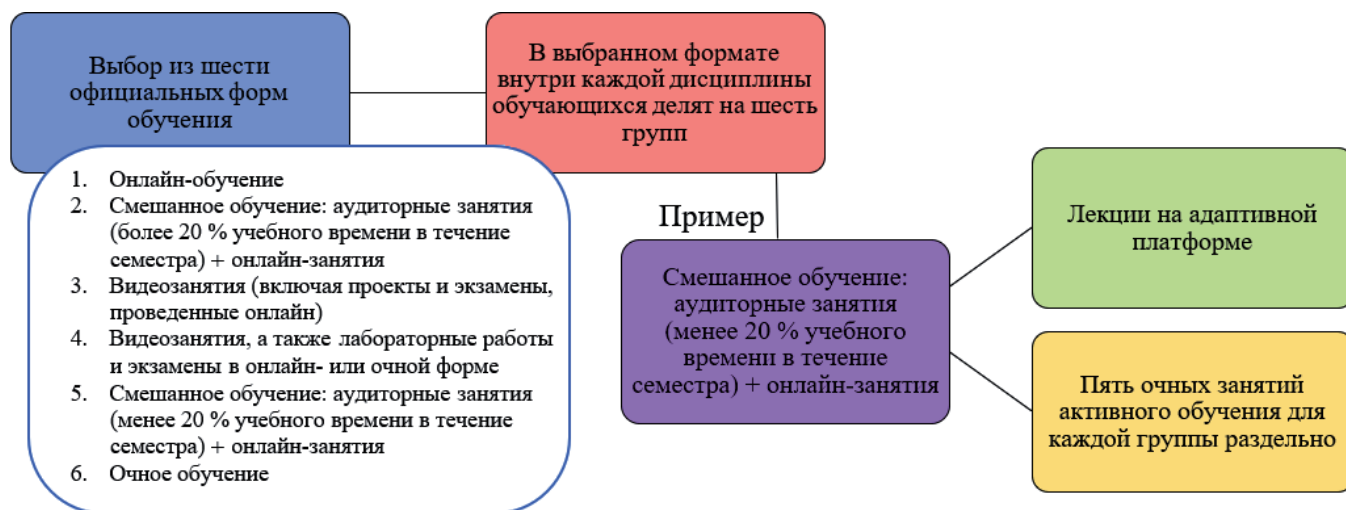 Выбор из шести
официальных форм
обучения
В выбранном формате
внутри каждой дисциплины
обучающихся делят на шесть
групп
1. Онлайн-обучение
2. Смешанное обучение: аудиторные занятия
(более 20 % учебного времени в течение
семестра) + онлайн-занятия
3. Видеозанятия (включая проекты и экзамены,
проведенные онлайн)
4. Видеозанятия, а также лабораторные работы
и экзамены в онлайн- или очной форме
5. Смешанное обучение: аудиторные занятия
(менее 20 % учебного времени в течение
семестра) + онлайн-занятия
6. Очное обучение
Пример
Смешанное обучение:
аудиторные занятия
(менее 20 % учебного
времени в течение
семестра) + онлайн-занятия
Лекции на адаптивной
платформе
Пять очных занятий
активного обучения для
каждой группы раздельно